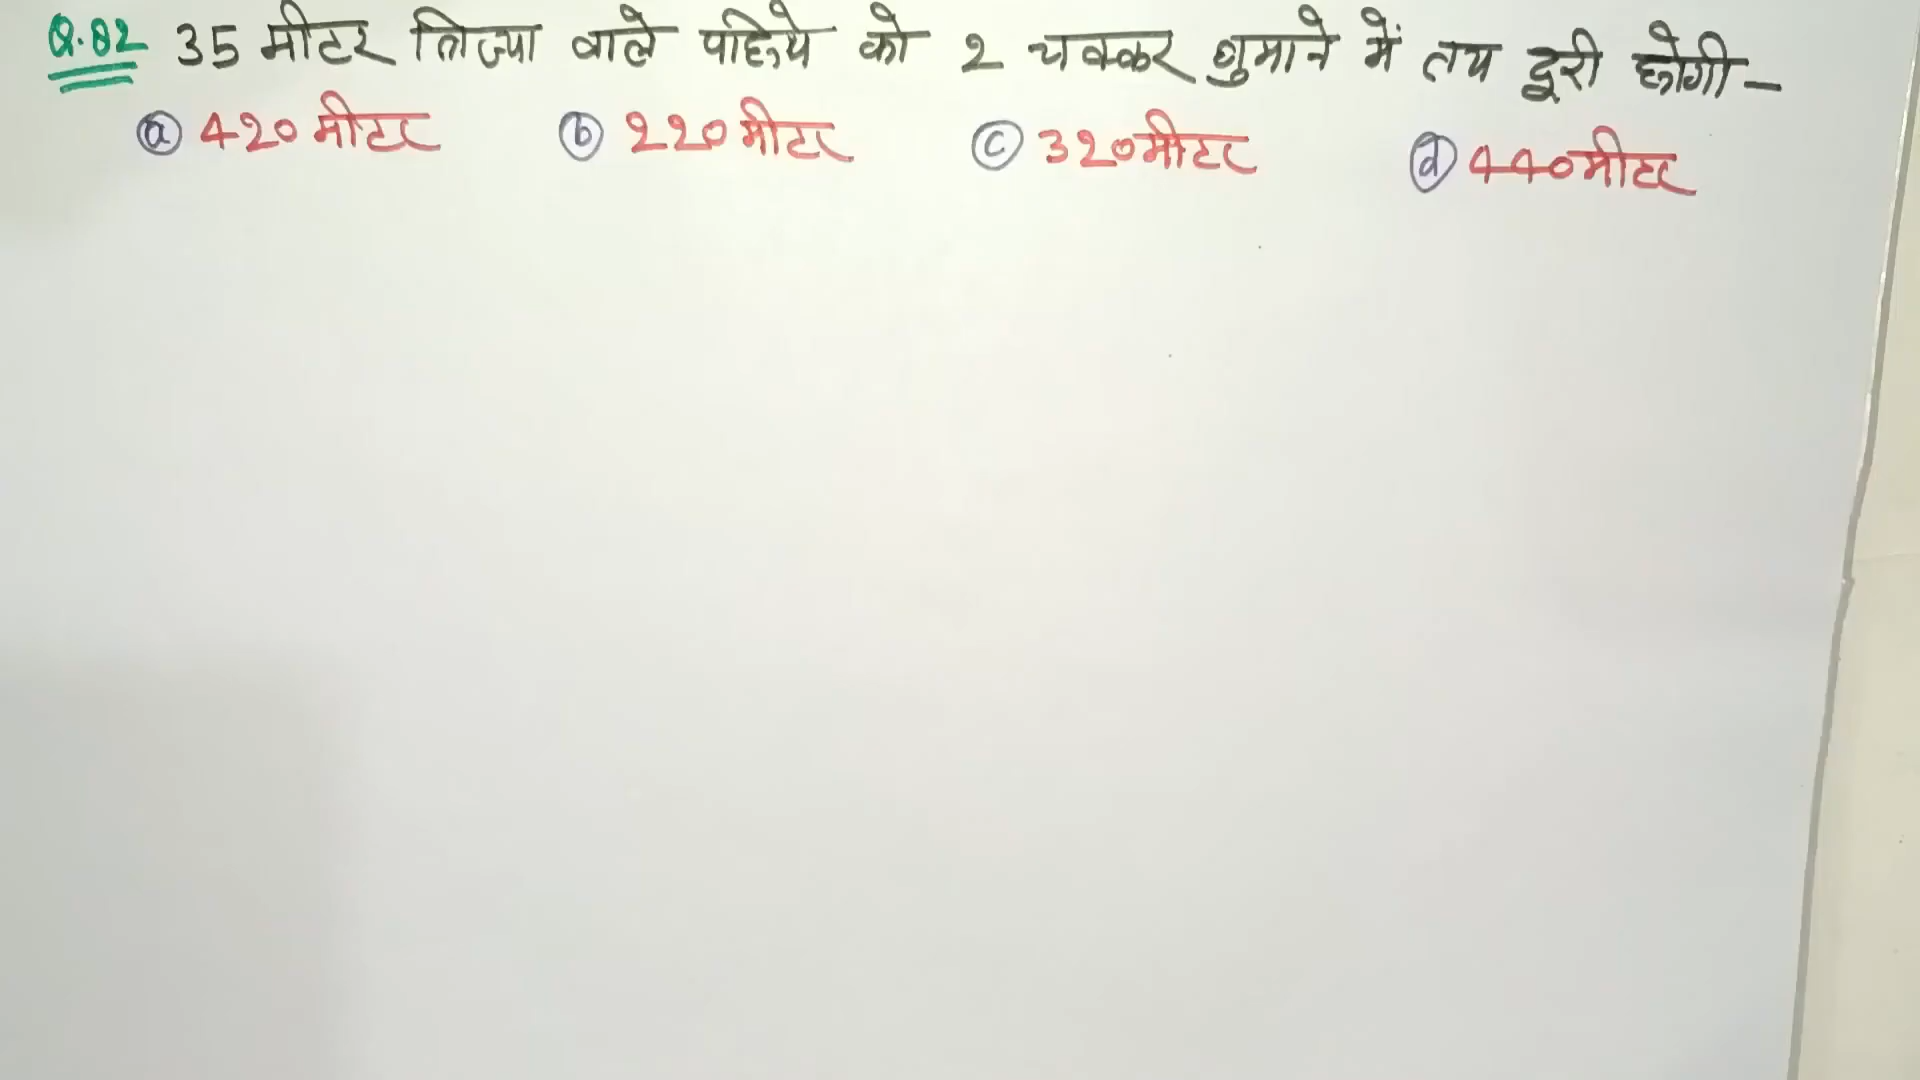 Q.82 35 मीटर त्रिज्या वाले पहिये को 2 चक्कर घुमाने में तय दूरी होगी-
(a) 420 मीटर (b) 220 मीटर (c) 320 मीटर (d) 440 मीटर